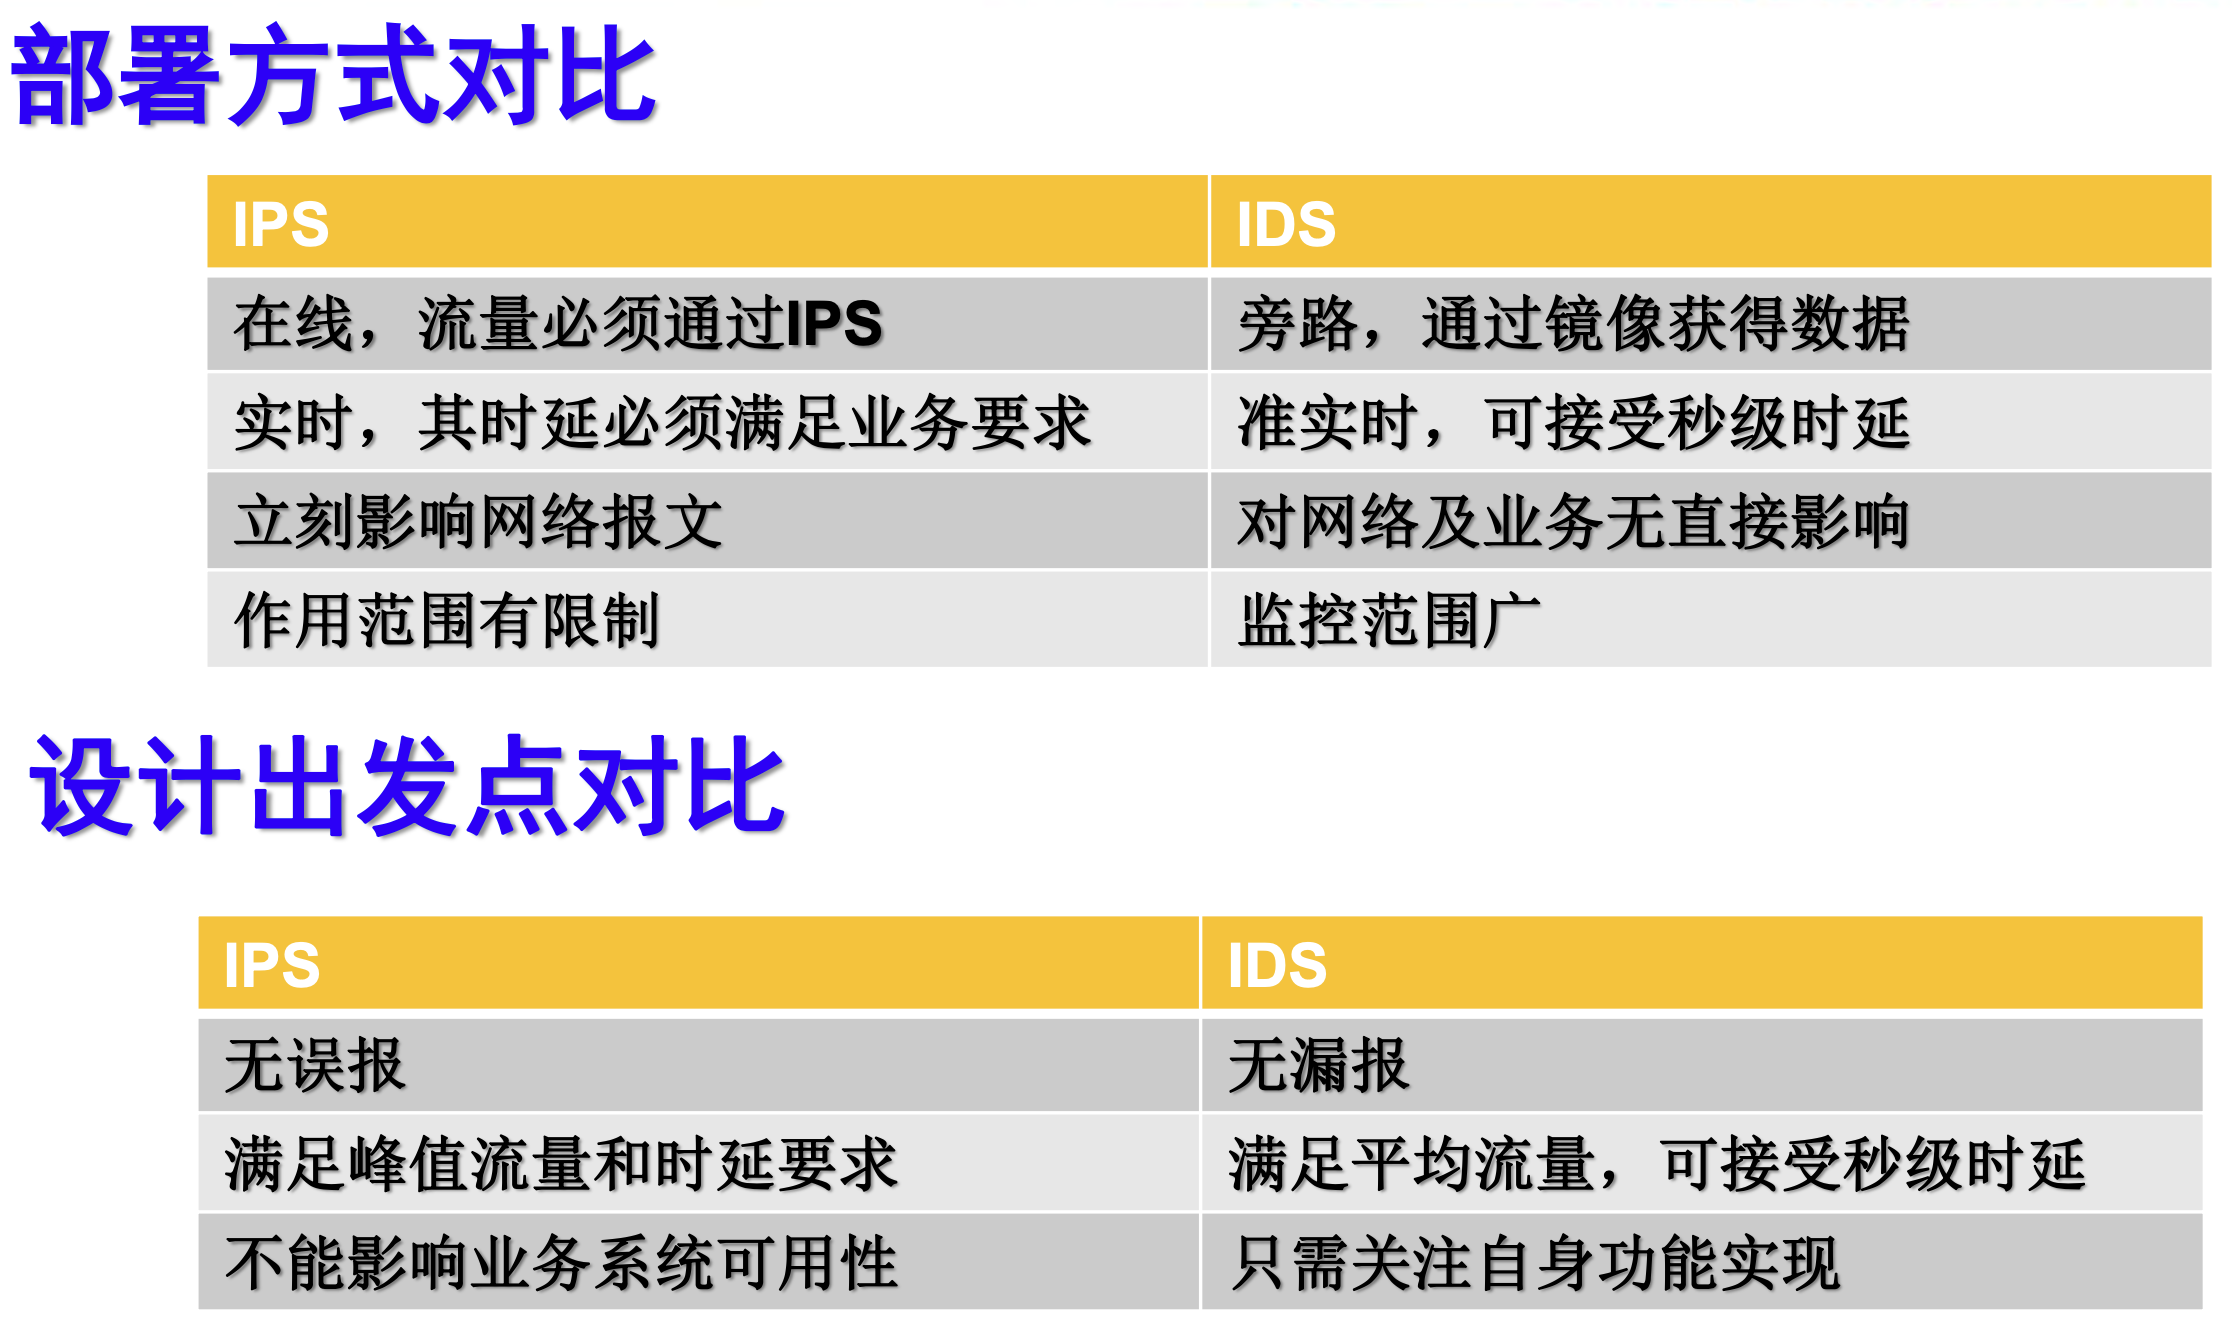 部署方式对比
IPS
IDS
在线，流量必须通过IPS
旁路，通过镜像获得数据
实时，其时延必须满足业务要求
准实时，可接受秒级时延
立刻影响网络报文
对网络及业务无直接影响
作用范围有限制
监控范围广
设计出发点对比
IPS
IDS
无误报
无漏报
满足峰值流量和时延要求
满足平均流量，可接受秒级时延
不能影响业务系统可用性
只需关注自身功能实现